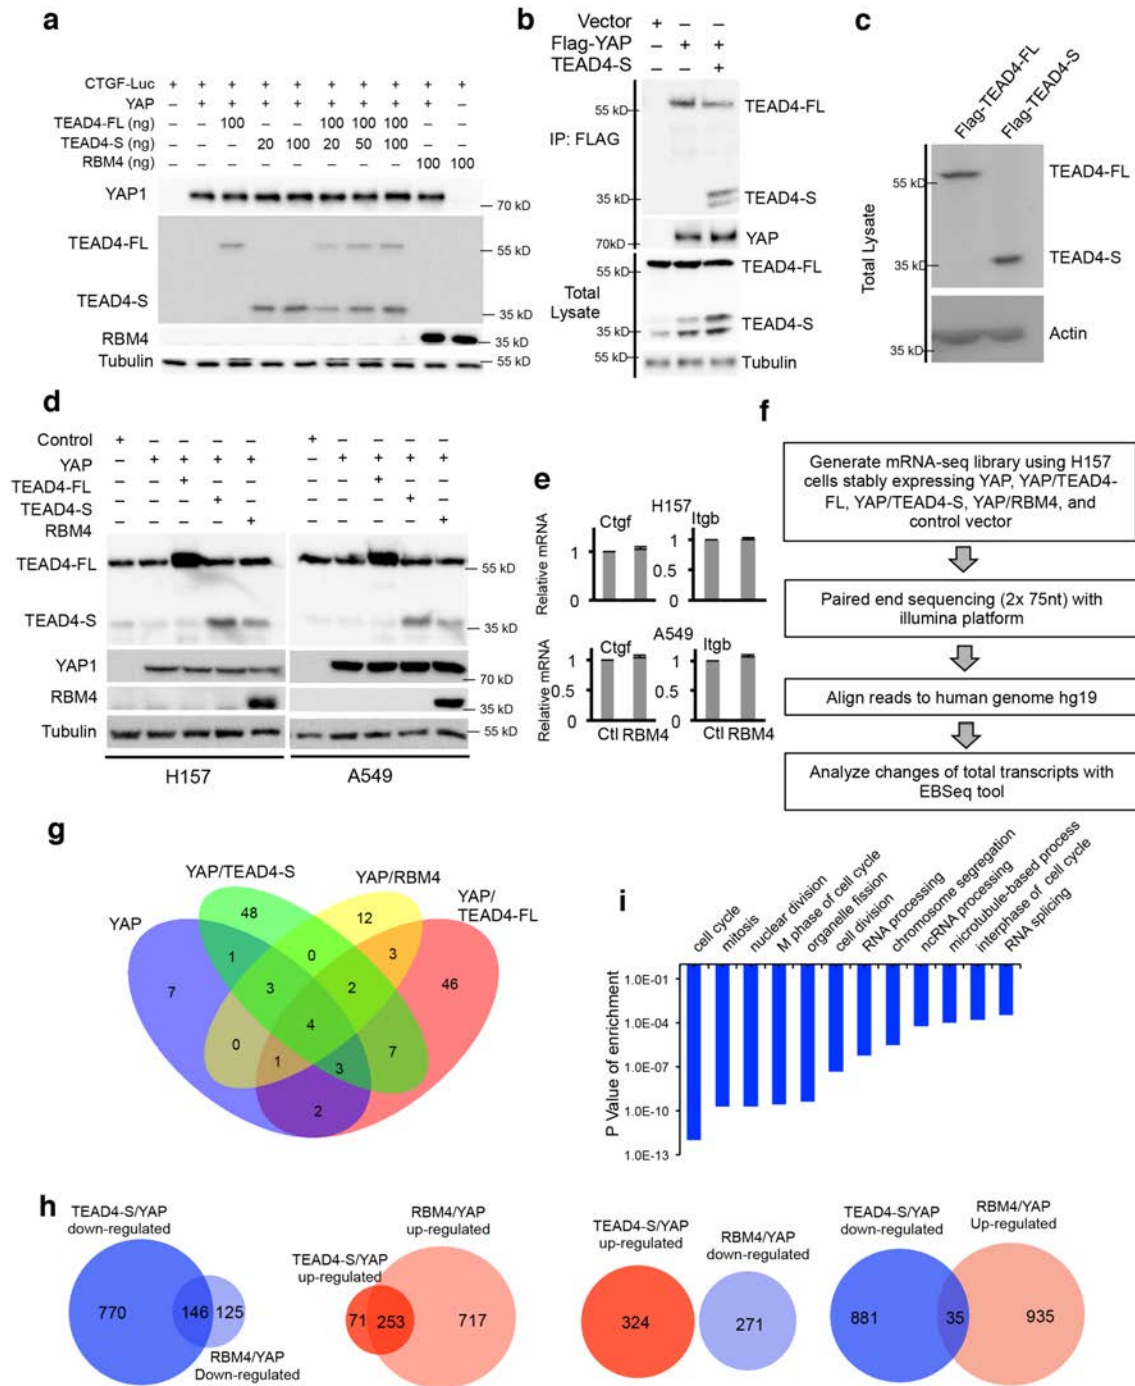 a
CTGF-Luc + + + + + + + + + +
YAP – + + + + + + + + –
TEAD4-FL (ng) – – 100 – – 100 100 100 – –
TEAD4-S (ng) – – – 20 100 20 50 100 – –
RBM4 (ng) – – – – – – – – 100 100
YAP1
70 kD
TEAD4-FL
55 kD
TEAD4-S
35 kD
RBM4
35 kD
Tubulin
55 kD
b
Vector + – –
Flag-YAP – + +
TEAD4-S – – +
IP: FLAG
55 kD
TEAD4-FL
35 kD
TEAD4-S
70kD
YAP
Total
Lysate
55 kD
TEAD4-FL
35 kD
TEAD4-S
55 kD
Tubulin
c
Flag-TEAD4-FL
Flag-TEAD4-S
Total Lysate
55 kD
TEAD4-FL
35 kD
TEAD4-S
Actin
35 kD
d
Control + – – – – + – – – –
YAP – + + + + – + + + +
TEAD4-FL – – + – – – – + – –
TEAD4-S – – – + – – – – + –
RBM4 – – – – + – – – – +
TEAD4-FL
55 kD
TEAD4-S
35 kD
YAP1
70 kD
RBM4
35 kD
Tubulin
55 kD
H157
A549
e
H157
Relative mRNA
Ctgf
1
0
Itgb
1
0.5
0
A549
Relative mRNA
Ctgf
1
0.5
0
Ctl RBM4
Itgb
1
0.5
0
Ctl RBM4
f
Generate mRNA-seq library using H157
cells stably expressing YAP, YAP/TEAD4-
FL, YAP/TEAD4-S, YAP/RBM4, and
control vector
Paired end sequencing (2x 75nt) with
illumina platform
Align reads to human genome hg19
Analyze changes of total transcripts with
EBSeq tool
g
YAP
YAP/TEAD4-S
YAP/RBM4
YAP/
TEAD4-FL
48
12
1
0
3
7
3
2
46
4
0
1
3
7
2
i
cell cycle
mitosis
nuclear division
M phase of cell cycle
organelle fission
cell division
RNA processing
chromosome segregation
ncRNA processing
microtubule-based process
interphase of cell cycle
RNA splicing
P Value of enrichment
1.0E-01
1.0E-04
1.0E-07
1.0E-10
1.0E-13
h
TEAD4-S/YAP
down-regulated
770
146
125
RBM4/YAP
Down-regulated
TEAD4-S/YAP
up-regulated
RBM4/YAP
up-regulated
71
253
717
TEAD4-S/YAP
up-regulated
324
RBM4/YAP
down-regulated
271
TEAD4-S/YAP
down-regulated
RBM4/YAP
Up-regulated
881
35
935